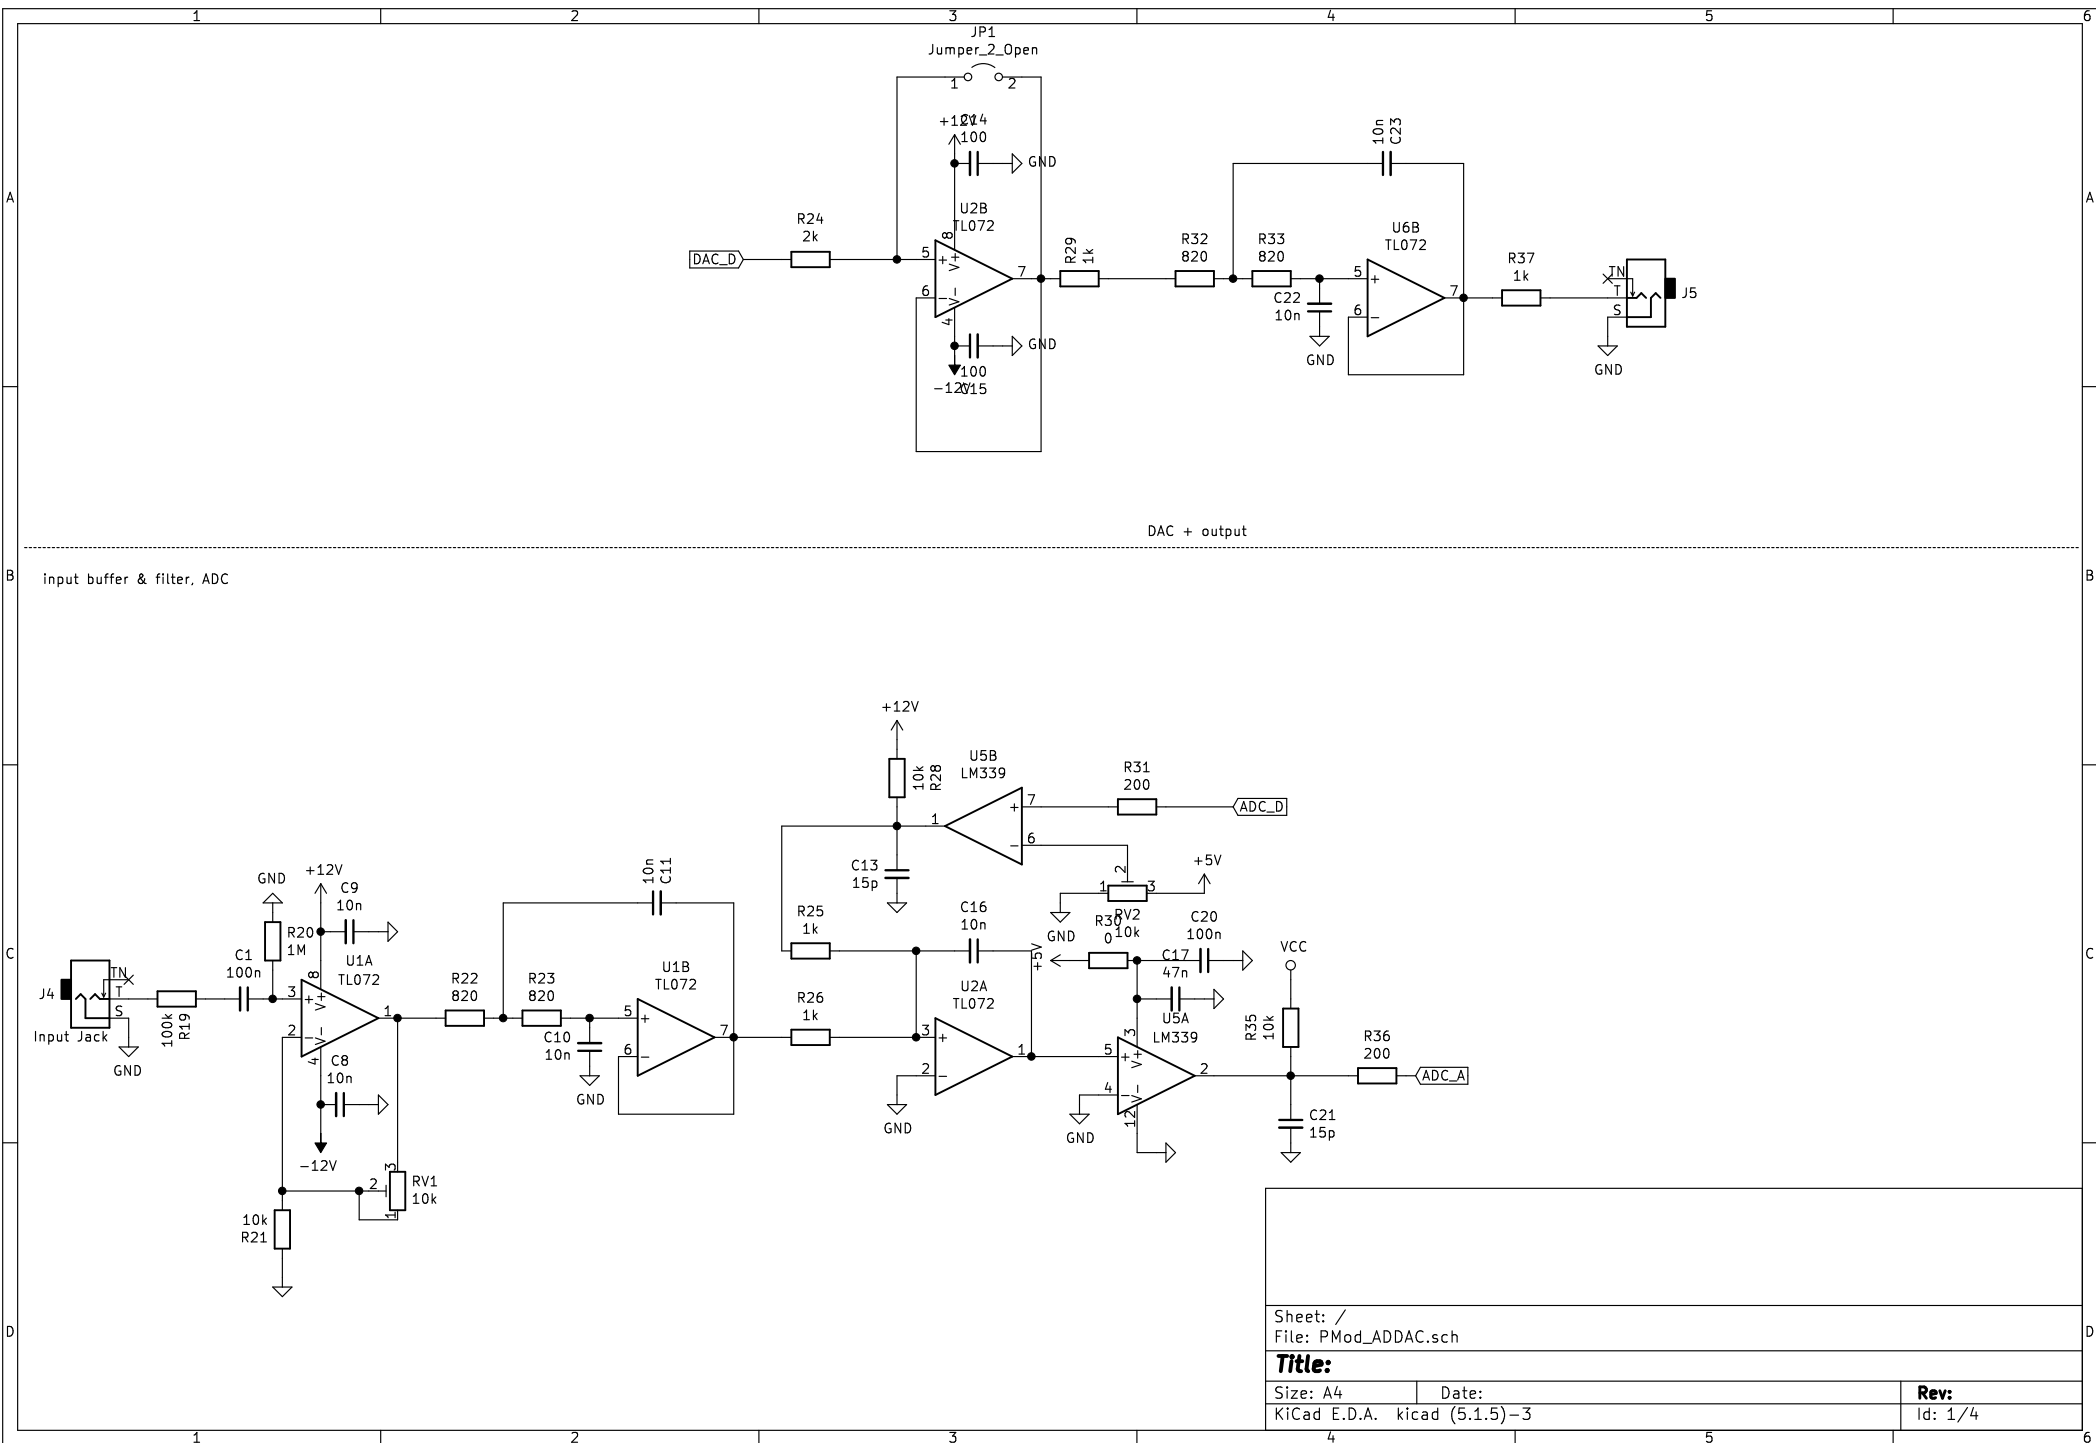 1 2 3 4 5 6
JP1
Jumper_2_Open
1 2
+12V C14
100
GND
A A
U2B
TL072
8
5 + V+
6 - V-
7
4
GND
100
-12V C15
R24
2k
DAC_D
R29
1k
R32
820
R33
820
10n
C23
C22
10n
GND
U6B
TL072
5 +
6 -
7
R37
1k
TN
T
S
J5
GND
DAC + output
B B
input buffer & filter, ADC
+12V
10k
R28
U5B
LM339
1
7 +
6 -
R31
200
ADC_D
C13
15p
2
1 3
+5V
GND
RV2
10k
R30
0
+5V
C20
100n
C17
47n
C C
J4
TN
T
S
Input Jack
GND
100k
R19
C1
100n
GND
R20
1M
+12V
C9
10n
U1A
TL072
8
3 + V+
2 - V-
1
4
C8
10n
-12V
3
2
1
RV1
10k
10k
R21
R22
820
R23
820
10n
C11
C10
10n
GND
U1B
TL072
5 +
6 -
7
R25
1k
R26
1k
C16
10n
U2A
TL072
3 +
2 -
1
GND
U5A
LM339
3
5 + V+
4 - V-
2
12
GND
VCC
R35
10k
R36
200
ADC_A
C21
15p
D D
Sheet: /
File: PMod_ADDAC.sch
Title:
Size: A4 Date: Rev:
KiCad E.D.A. kicad (5.1.5)-3 Id: 1/4
1 2 3 4 5 6